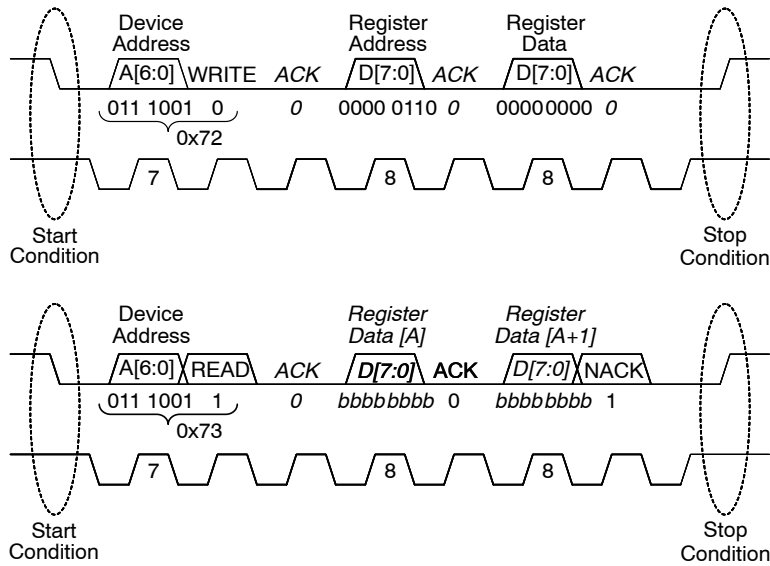 Device Register Register
Address Address Data
A[6:0] WRITE ACK D[7:0] ACK D[7:0] ACK
011 1001 0 0 0000 0110 0 00000000 0
0x72
7 8 8
Start Stop
Condition Condition
Device Register Register
Address Data [A] Data [A+1]
A[6:0] READ ACK D[7:0] ACK D[7:0] NACK
011 1001 1 0 bbbbbbbb 0 bbbbbbbb 1
0x73
7 8 8
Start Stop
Condition Condition